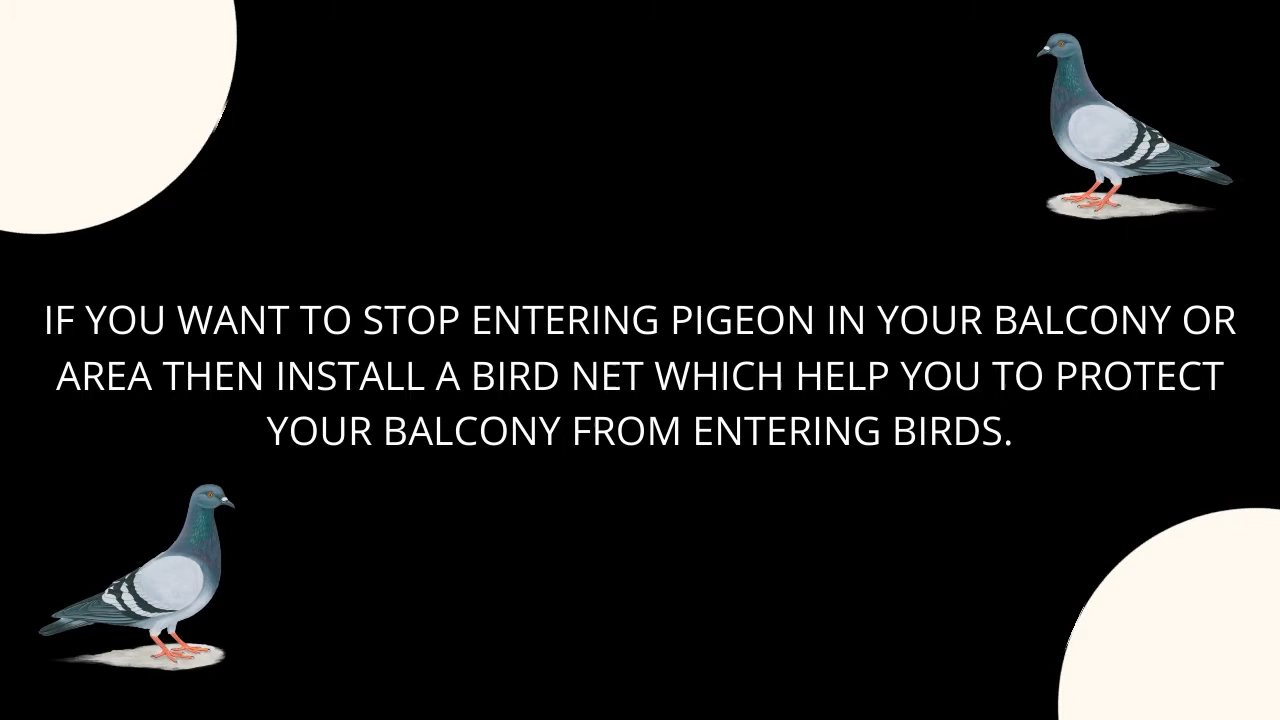 IF YOU WANT TO STOP ENTERING PIGEON IN YOUR BALCONY OR
AREA THEN INSTALL A BIRD NET WHICH HELP YOU TO PROTECT
YOUR BALCONY FROM ENTERING BIRDS.